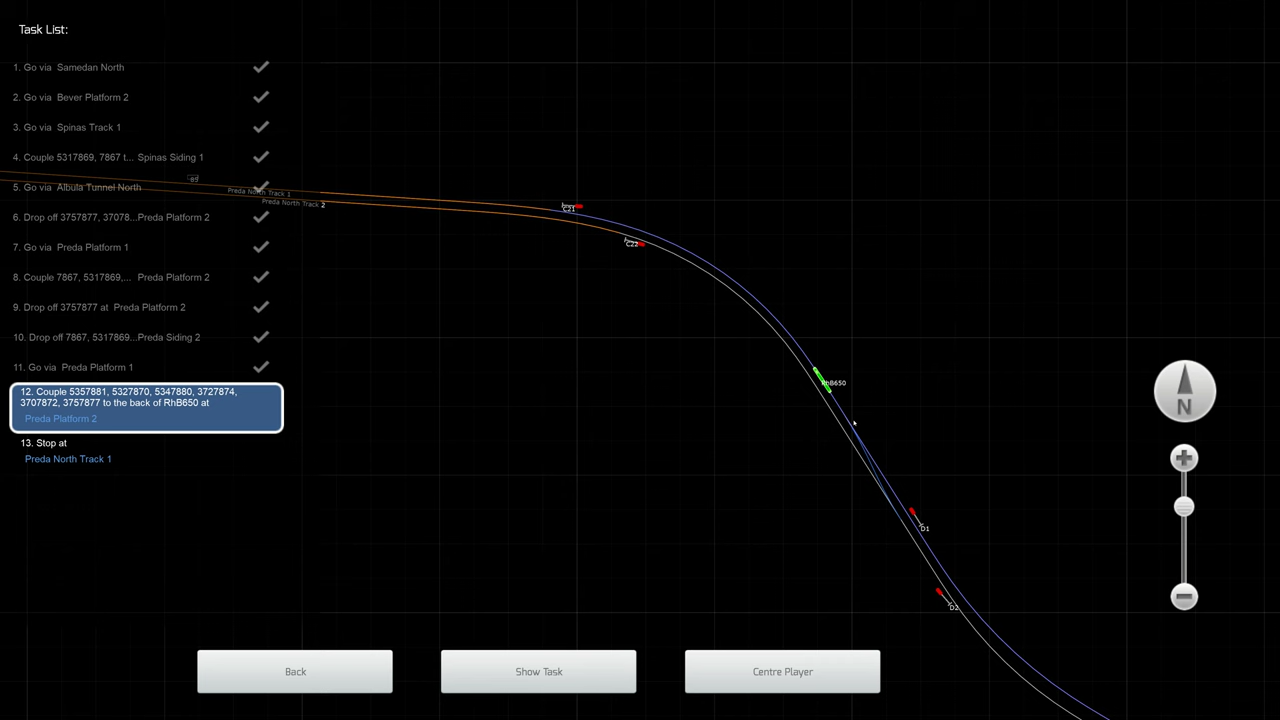 Task List:
1. Go via  Samedan North
2. Go via  Bever Platform 2
3. Go via  Spinas Track 1
4. Couple 5317869, 7867 t... Spinas Siding 1
5. Go via  Albula Tunnel North
6. Drop off 3757877, 37078...Preda Platform 2
7. Go via  Preda Platform 1
8. Couple 7867, 5317869,... Preda Platform 2
9. Drop off 3757877 at  Preda Platform 2
10. Drop off 7867, 5317869...Preda Siding 2
11. Go via  Preda Platform 1
12. Couple 5357881, 5327870, 5347880, 3727874,
3707872, 3757877 to the back of RhB650 at
Preda Platform 2
13. Stop at
Preda North Track 1
Preda North Track 1
Preda North Track 2
C21
C22
RhB650
D1
D2
N
Back
Show Task
Centre Player